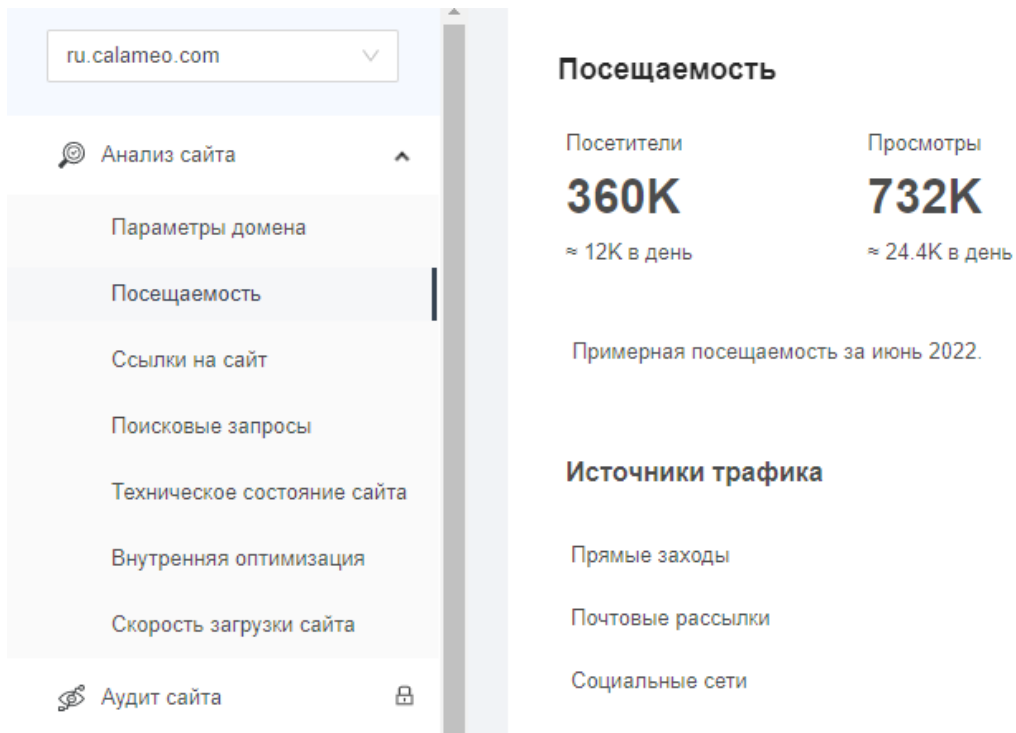 ru.calameo.com
Анализ сайта
Параметры домена
Посещаемость
Ссылки на сайт
Поисковые запросы
Техническое состояние сайта
Внутренняя оптимизация
Скорость загрузки сайта
Аудит сайта
Посещаемость
Посетители
360K
≈ 12K в день
Просмотры
732K
≈ 24.4K в день
Примерная посещаемость за июнь 2022.
Источники трафика
Прямые заходы
Почтовые рассылки
Социальные сети